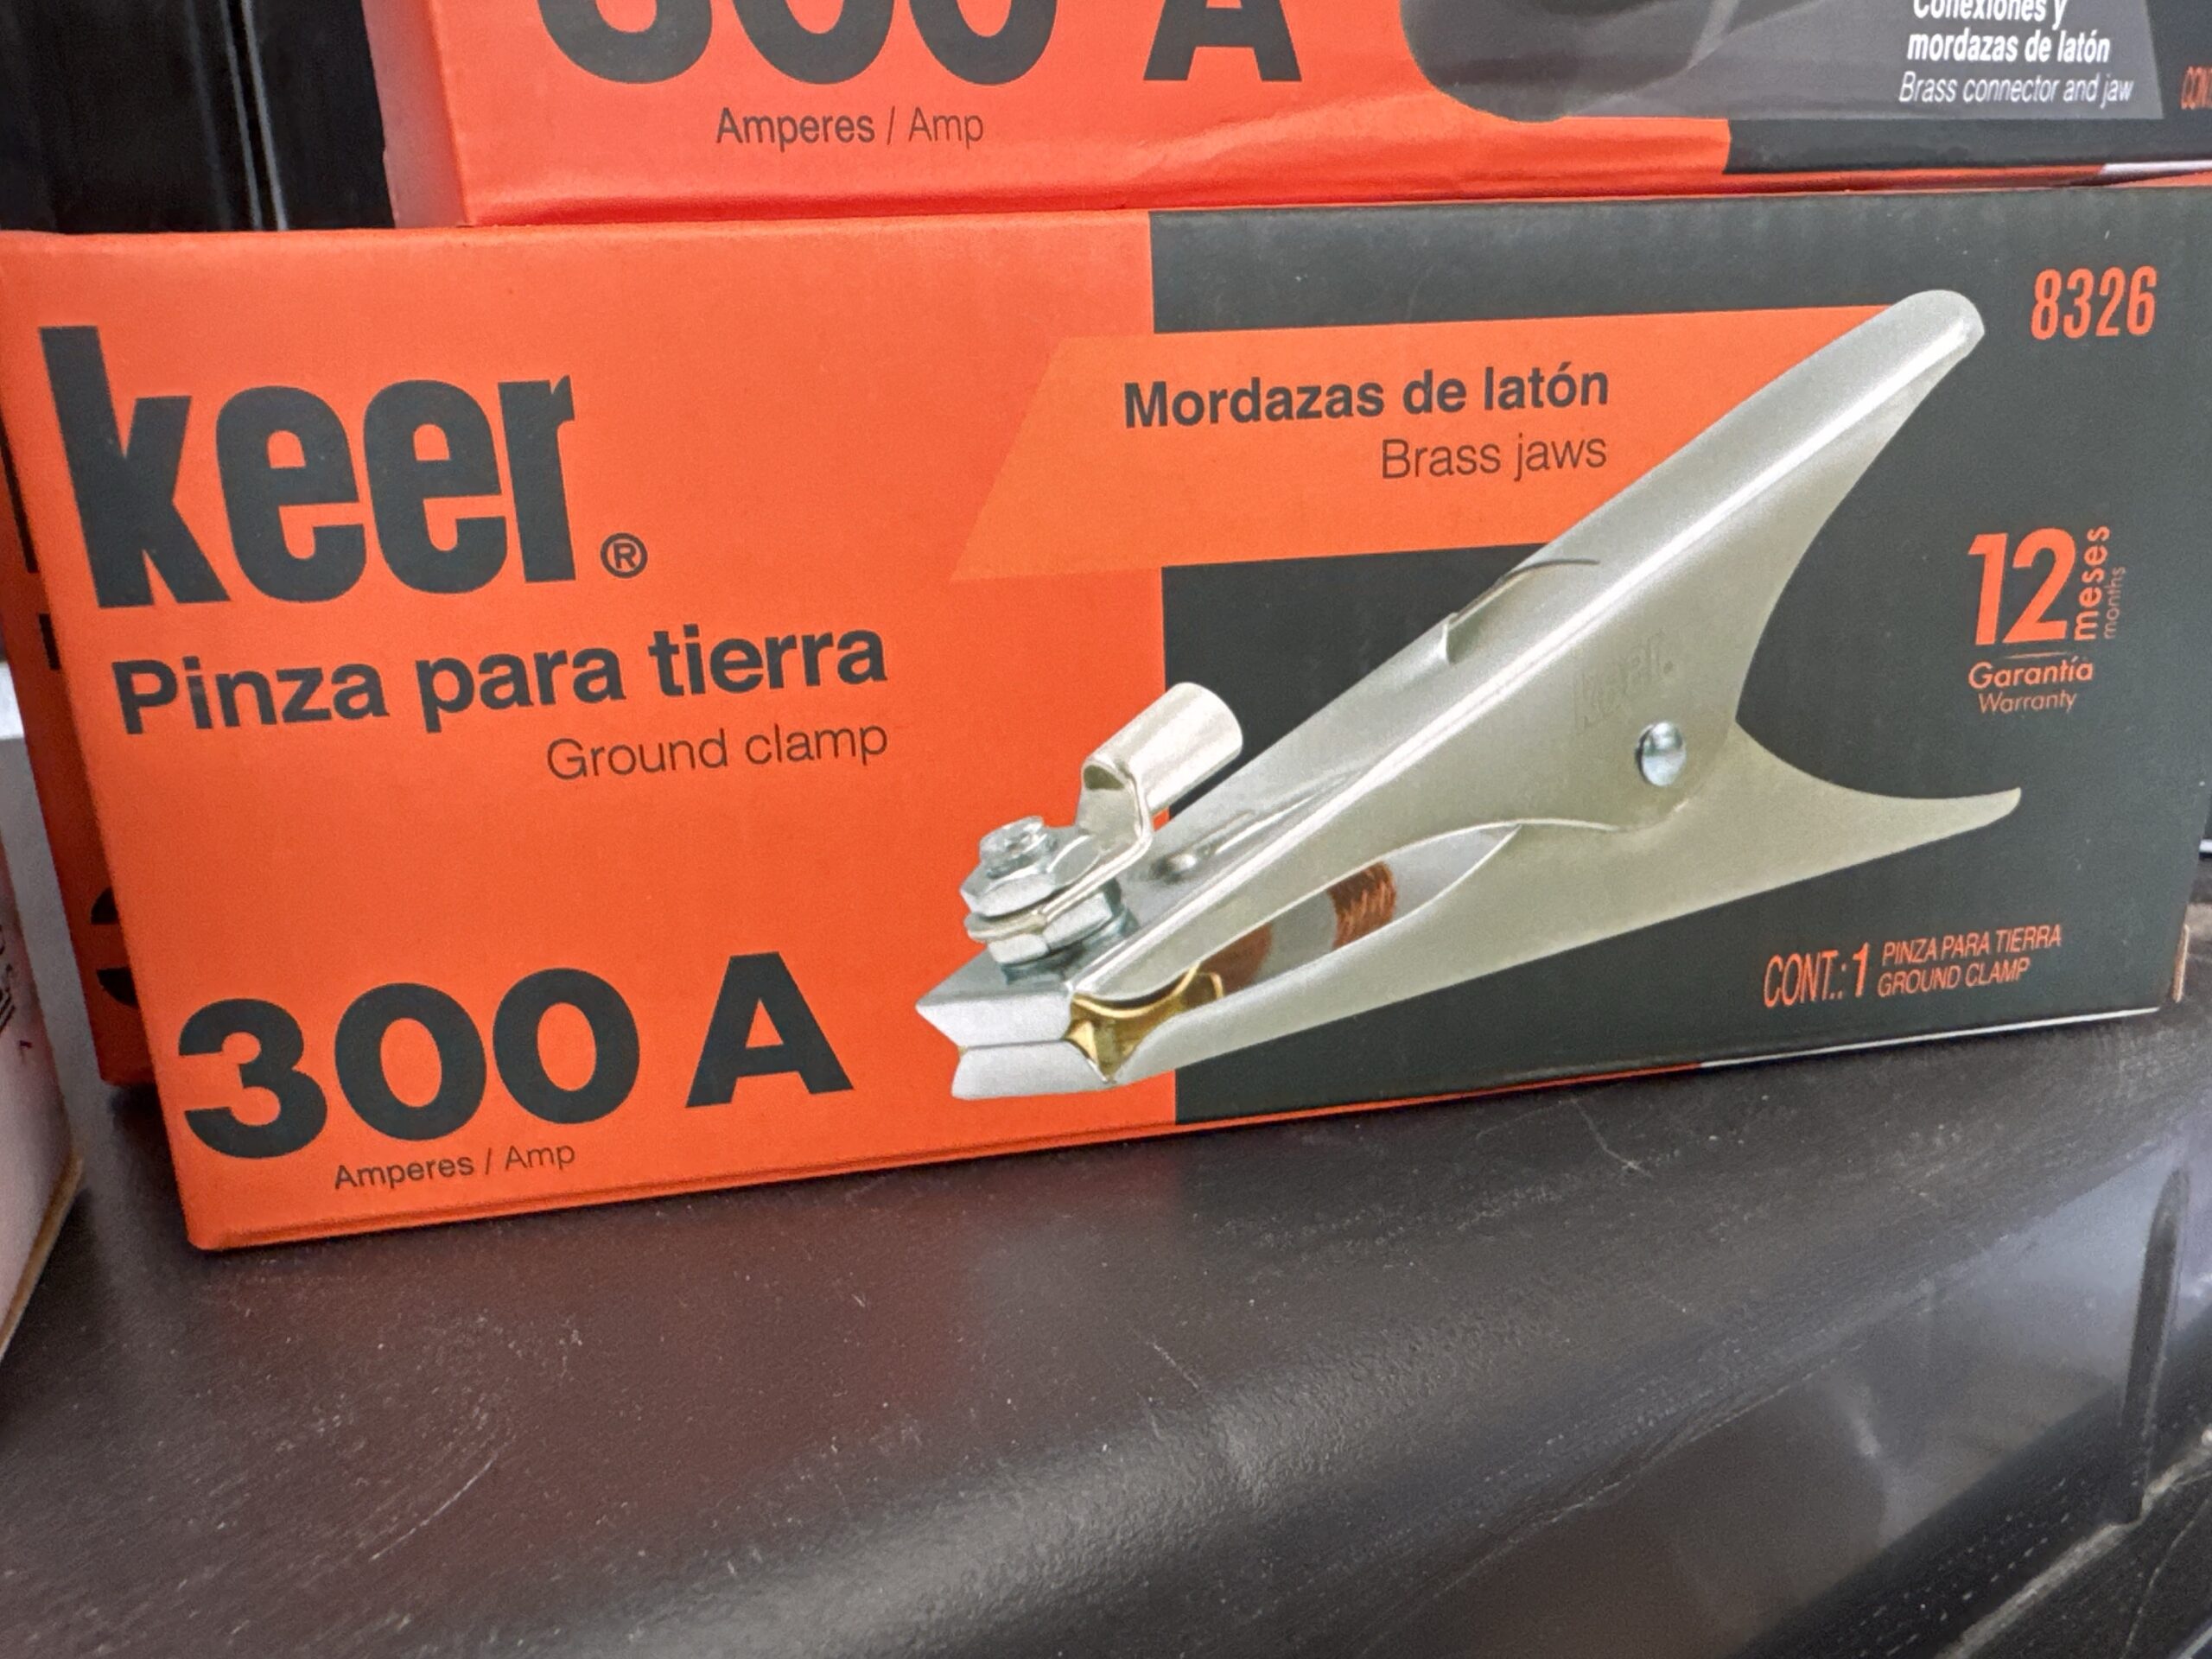 300 A
Amperes / Amp
Conexiones y
mordazas de latón
Brass connector and jaw
keer®
Pinza para tierra
Ground clamp
300 A
Amperes / Amp
Mordazas de latón
Brass jaws
8326
keer.
12 meses
months
Garantía
Warranty
CONT.: 1 PINZA PARA TIERRA
GROUND CLAMP